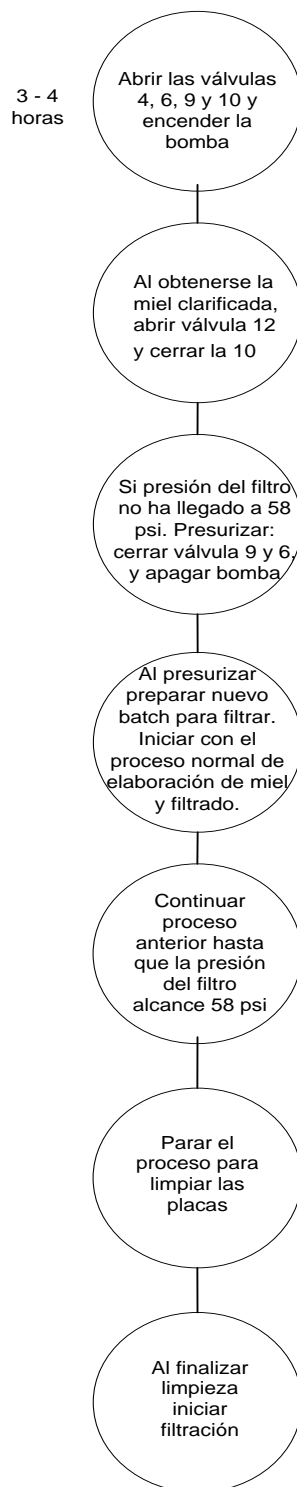 3 - 4
horas
Abrir las válvulas
4, 6, 9 y 10 y
encender la
bomba
Al obtenerse la
miel clarificada,
abrir válvula 12
y cerrar la 10
Si presión del filtro
no ha llegado a 58
psi. Presurizar:
cerrar válvula 9 y 6,
y apagar bomba
Al presurizar
preparar nuevo
batch para filtrar.
Iniciar con el
proceso normal de
elaboración de miel
y filtrado.
Continuar
proceso
anterior hasta
que la presión
del filtro
alcance 58 psi
Parar el
proceso para
limpiar las
placas
Al finalizar
limpieza
iniciar
filtración